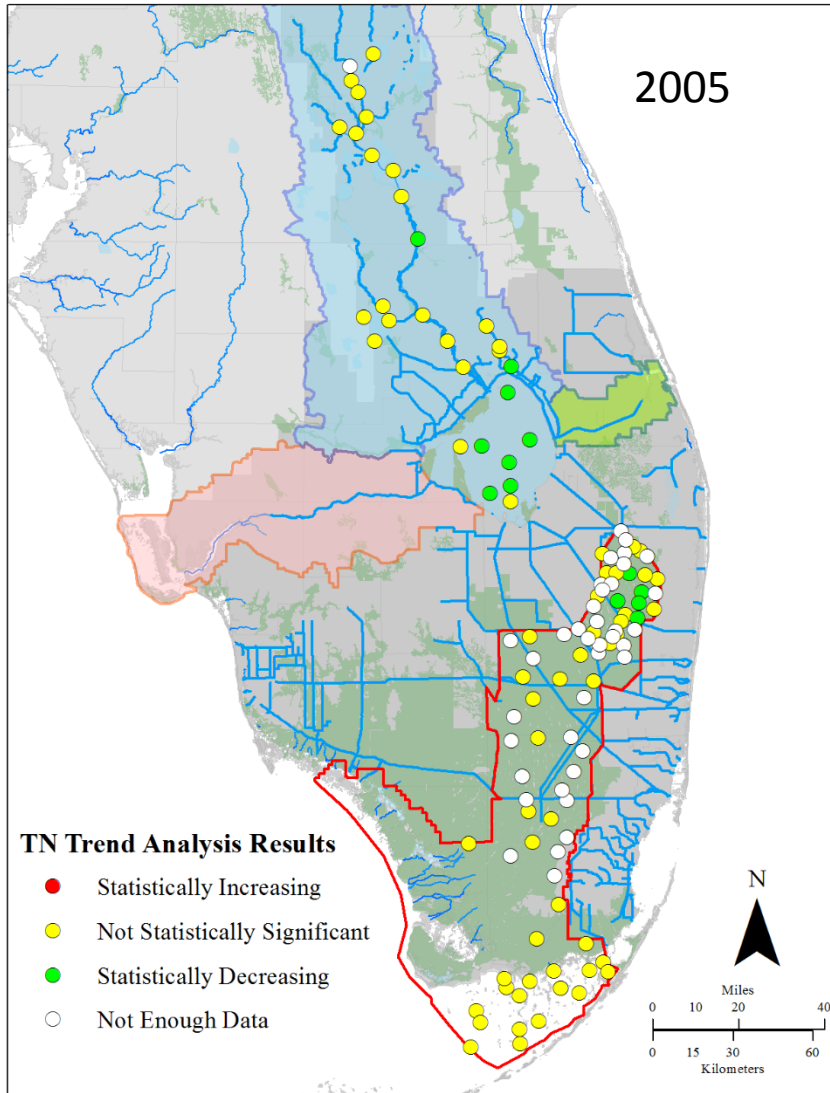 2005
TN Trend Analysis Results
Statistically Increasing
Not Statistically Significant
Statistically Decreasing
Not Enough Data
N
Miles
0 10 20 40
0 15 30 60
Kilometers